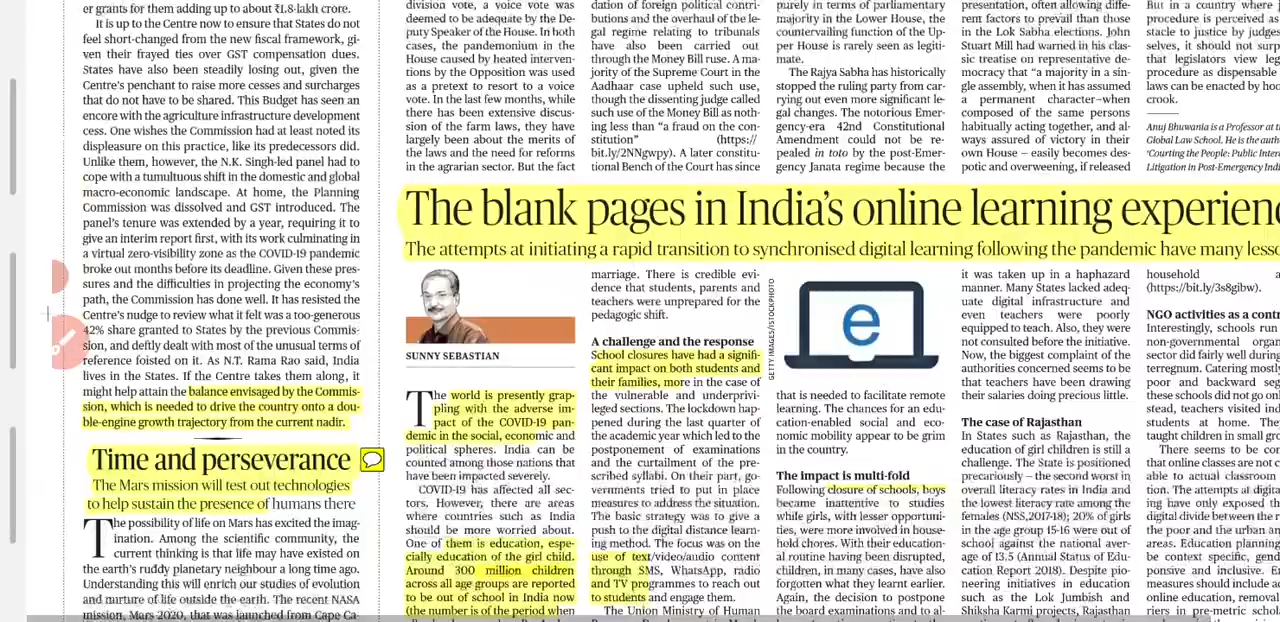 er grants for them adding up to about ₹1.8-lakh crore.
It is up to the Centre now to ensure that States do not
feel short-changed from the new fiscal framework, gi-
ven their frayed ties over GST compensation dues.
States have also been steadily losing out, given the
Centre's penchant to raise more cesses and surcharges
that do not have to be shared. This Budget has seen an
encore with the agriculture infrastructure development
cess. One wishes the Commission had at least noted its
displeasure on this practice, like its predecessors did.
Unlike them, however, the N.K. Singh-led panel had to
cope with a tumultuous shift in the domestic and global
macro-economic landscape. At home, the Planning
Commission was dissolved and GST introduced. The
panel's tenure was extended by a year, requiring it to
give an interim report first, with its work culminating in
a virtual zero-visibility zone as the COVID-19 pandemic
broke out months before its deadline. Given these pres-
sures and the difficulties in projecting the economy's
path, the Commission has done well. It has resisted the
Centre's nudge to review what it felt was a too-generous
42% share granted to States by the previous Commis-
sion, and deftly dealt with most of the unusual terms of
reference foisted on it. As N.T. Rama Rao said, India
lives in the States. If the Centre takes them along, it
might help attain the balance envisaged by the Commis-
sion, which is needed to drive the country onto a dou-
ble-engine growth trajectory from the current nadir.
Time and perseverance
The Mars mission will test out technologies
to help sustain the presence of humans there
The possibility of life on Mars has excited the imag-
ination. Among the scientific community, the
current thinking is that life may have existed on
the earth's ruddy planetary neighbour a long time ago.
Understanding this will enrich our studies of evolution
and nature of life outside the earth. The recent NASA
mission, Mars 2020, that was launched from Cape Ca-
division vote, a voice vote was
deemed to be adequate by the De-
puty Speaker of the House. In both
cases, the pandemonium in the
House caused by heated interven-
tions by the Opposition was used
as a pretext to resort to a voice
vote. In the last few months, while
there has been extensive discus-
sion of the farm laws, they have
largely been about the merits of
the laws and the need for reforms
in the agrarian sector. But the fact
dation of foreign political contri-
butions and the overhaul of the le-
gal regime relating to tribunals
have also been carried out
through the Money Bill ruse. A ma-
jority of the Supreme Court in the
Aadhaar case upheld such use,
though the dissenting judge called
such use of the Money Bill as noth-
ing less than "a fraud on the con-
stitution" (https://
bit.ly/2NNgwpy). A later constitu-
tional Bench of the Court has since
purely in terms of parliamentary
majority in the Lower House, the
countervailing function of the Up-
per House is rarely seen as legiti-
mate.
The Rajya Sabha has historically
stopped the ruling party from car-
rying out even more significant le-
gal changes. The notorious Emer-
gency-era 42nd Constitutional
Amendment could not be re-
pealed in toto by the post-Emer-
gency Janata regime because the
presentation, often allowing differ-
ent factors to prevail than those
in the Lok Sabha elections. John
Stuart Mill had warned in his clas-
sic treatise on representative de-
mocracy that "a majority in a sin-
gle assembly, when it has assumed
a permanent character—when
composed of the same persons
habitually acting together, and al-
ways assured of victory in their
own House – easily becomes des-
potic and overweening, if released
But in a country where
procedure is perceived as
stacle to justice by judges
selves, it should not surp
that legislators view leg
procedure as dispensable
laws can be enacted by hoo
crook.
Anuj Bhuwania is a Professor at
Global Law School. He is the auth
'Courting the People: Public Inter
Litigation in Post-Emergency Indi
The blank pages in India's online learning experien
The attempts at initiating a rapid transition to synchronised digital learning following the pandemic have many lesso
SUNNY SEBASTIAN
The world is presently grap-
pling with the adverse im-
pact of the COVID-19 pan-
demic in the social, economic and
political spheres. India can be
counted among those nations that
have been impacted severely.
COVID-19 has affected all sec-
tors. However, there are areas
where countries such as India
should be more worried about.
One of them is education, espe-
cially education of the girl child.
Around 300 million children
across all age groups are reported
to be out of school in India now
(the number is of the period when
marriage. There is credible evi-
dence that students, parents and
teachers were unprepared for the
pedagogic shift.
A challenge and the response
School closures have had a signifi-
cant impact on both students and
their families, more in the case of
the vulnerable and underprivi-
leged sections. The lockdown hap-
pened during the last quarter of
the academic year which led to the
postponement of examinations
and the curtailment of the pre-
scribed syllabi. On their part, go-
vernments tried to put in place
measures to address the situation.
The basic strategy was to give a
push to the digital distance learn-
ing method. The focus was on the
use of text/video/audio content
through SMS, WhatsApp, radio
and TV programmes to reach out
to students and engage them.
The Union Ministry of Human
GETTY IMAGES/ISTOCKPHOTO
e
that is needed to facilitate remote
learning. The chances for an edu-
cation-enabled social and eco-
nomic mobility appear to be grim
in the country.
The impact is multi-fold
Following closure of schools, boys
became inattentive to studies
while girls, with lesser opportuni-
ties, were more involved in house-
hold chores. With their education-
al routine having been disrupted,
children, in many cases, have also
forgotten what they learnt earlier.
Again, the decision to postpone
the board examinations and to al-
it was taken up in a haphazard
manner. Many States lacked adeq-
uate digital infrastructure and
even teachers were poorly
equipped to teach. Also, they were
not consulted before the initiative.
Now, the biggest complaint of the
authorities concerned seems to be
that teachers have been drawing
their salaries doing precious little.
The case of Rajasthan
In States such as Rajasthan, the
education of girl children is still a
challenge. The State is positioned
precariously – the second worst in
overall literacy rates in India and
the lowest literacy rate among the
females (NSS,2017-18); 20% of girls
in the age group 15-16 were out of
school against the national aver-
age of 13.5 (Annual Status of Edu-
cation Report 2018). Despite pio-
neering initiatives in education
such as the Lok Jumbish and
Shiksha Karmi projects, Rajasthan
household a
(https://bit.ly/3s8gibw).
NGO activities as a contr
Interestingly, schools run
non-governmental organ
sector did fairly well during
terregnum. Catering mostly
poor and backward seg
these schools did not go onl
stead, teachers visited ind
students at home. The
taught children in small gro
There seems to be con
that online classes are not c
able to actual classroom
tion. The attempts at digita
ing have only exposed th
digital divide between the r
the poor and the urban a
areas. Education planning
be context specific, gend
ponsive and inclusive. En
measures should include ac
online education, removal
riers in pre-metric schol